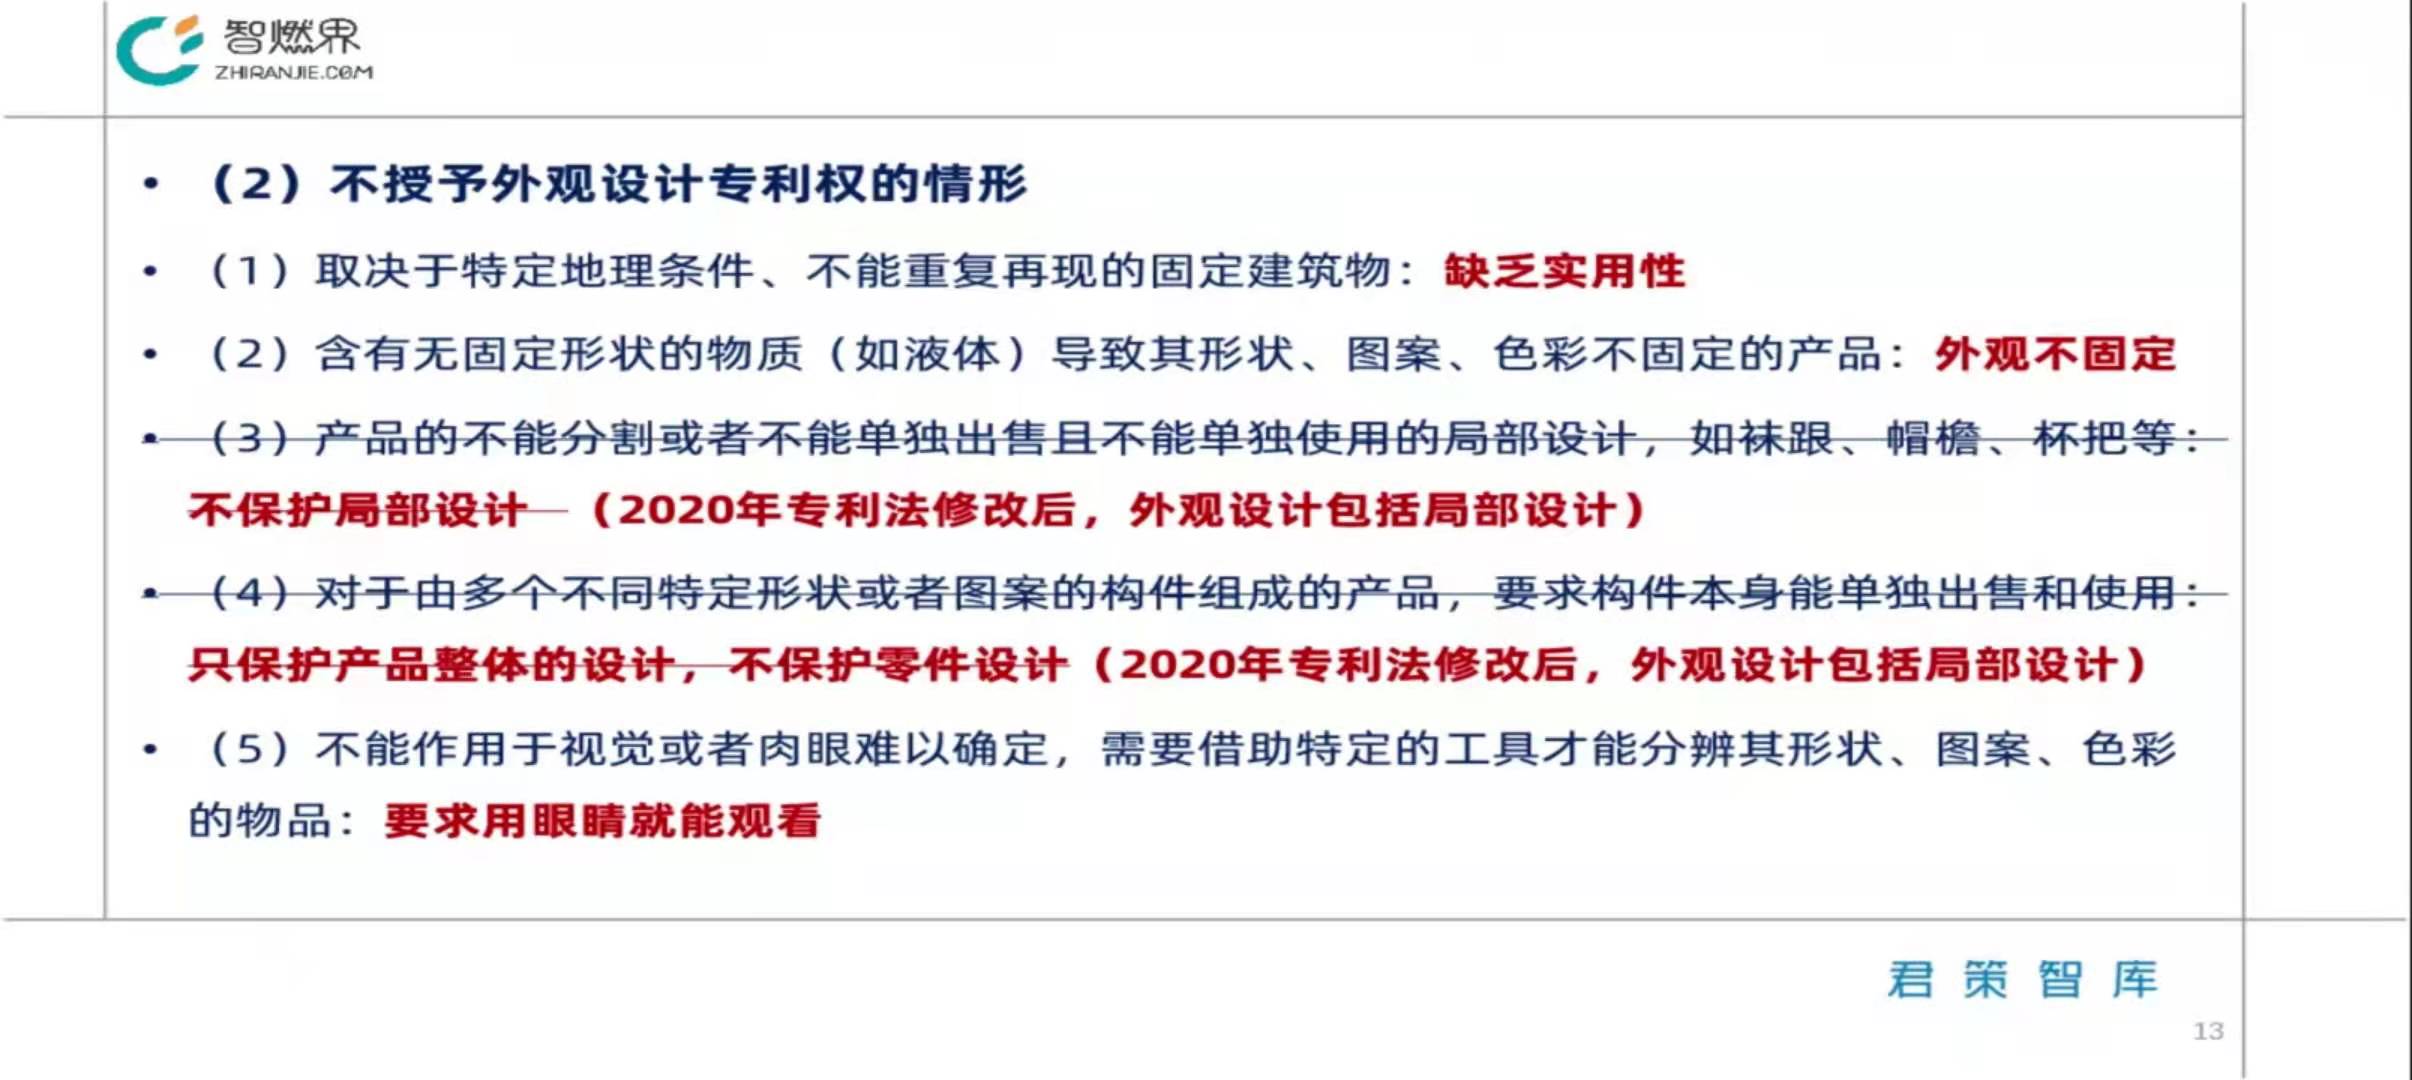 智燃界
ZHIRANJIE.COM
• （2）不授予外观设计专利权的情形
• （1）取决于特定地理条件、不能重复再现的固定建筑物：缺乏实用性
• （2）含有无固定形状的物质（如液体）导致其形状、图案、色彩不固定的产品：外观不固定
• （3）产品的不能分割或者不能单独出售且不能单独使用的局部设计，如袜跟、帽檐、杯把等：
不保护局部设计 （2020年专利法修改后，外观设计包括局部设计）
• （4）对于由多个不同特定形状或者图案的构件组成的产品，要求构件本身能单独出售和使用：
只保护产品整体的设计，不保护零件设计（2020年专利法修改后，外观设计包括局部设计）
• （5）不能作用于视觉或者肉眼难以确定，需要借助特定的工具才能分辨其形状、图案、色彩
的物品：要求用眼睛就能观看
君策智库
13